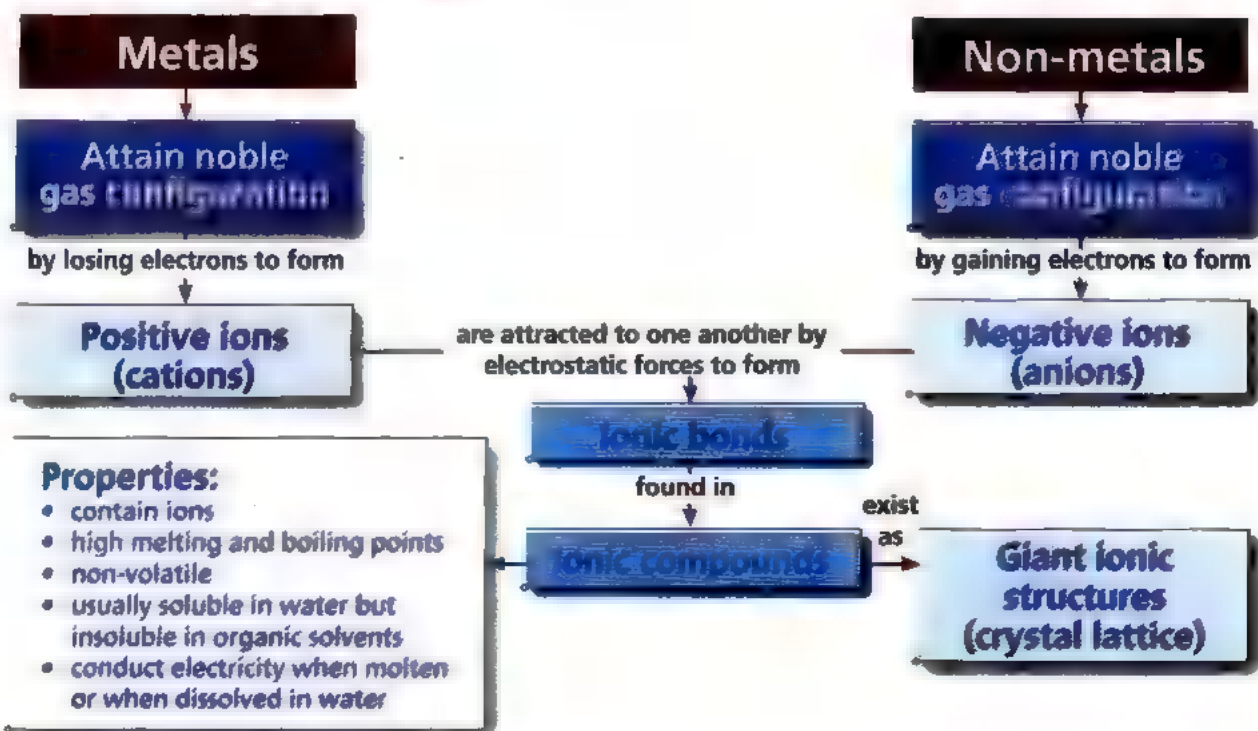 Metals
Non-metals
Attain noble
gas configuration
Attain noble
gas configuration
by losing electrons to form
by gaining electrons to form
Positive ions
(cations)
are attracted to one another by
electrostatic forces to form
Negative ions
(anions)
Ionic bonds
found in
Ionic compounds
exist
as
Giant ionic
structures
(crystal lattice)
Properties:
• contain ions
• high melting and boiling points
• non-volatile
• usually soluble in water but
insoluble in organic solvents
• conduct electricity when molten
or when dissolved in water